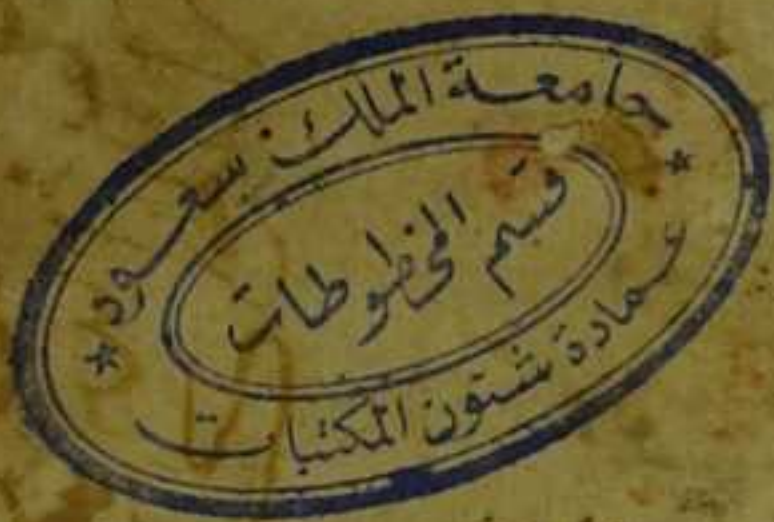 جامعة الملك سعود
قسم المخطوطات
عمادة شئون المكتبات